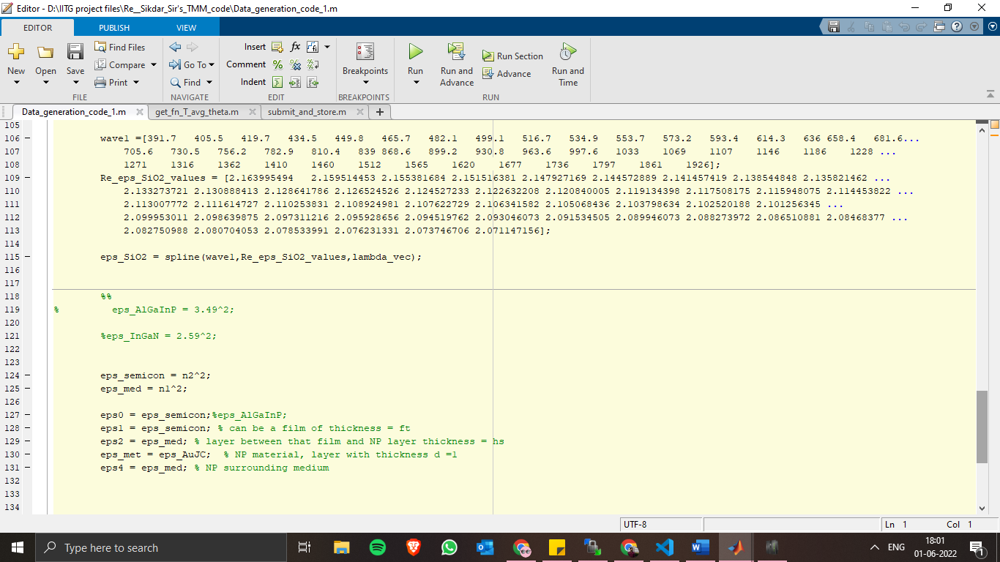 Editor - D:\IITG project files\Re__Sikdar_Sir's_TMM_code\Data_generation_code_1.m
EDITOR PUBLISH VIEW
New Open Save Find Files Compare Print
Go To Find
Insert fx
Comment
Indent
Breakpoints
Run Run and Advance Run Section Advance Run and Time
FILE NAVIGATE EDIT BREAKPOINTS RUN
Data_generation_code_1.m get_fn_T_avg_theta.m submit_and_store.m +
105
106 – wave1 =[391.7 405.5 419.7 434.5 449.8 465.7 482.1 499.1 516.7 534.9 553.7 573.2 593.4 614.3 636 658.4 681.6...
107 705.6 730.5 756.2 782.9 810.4 839 868.6 899.2 930.8 963.6 997.6 1033 1069 1107 1146 1186 1228 ...
108 1271 1316 1362 1410 1460 1512 1565 1620 1677 1736 1797 1861 1926];
109 – Re_eps_SiO2_values = [2.163995494 2.159514453 2.155381684 2.151516381 2.147927169 2.144572889 2.141457419 2.138544848 2.135821462 ...
110 2.133273721 2.130888413 2.128641786 2.126524526 2.124527233 2.122632208 2.120840005 2.119134398 2.117508175 2.115948075 2.114453822 ...
111 2.113007772 2.111614727 2.110253831 2.108924981 2.107622729 2.106341582 2.105068436 2.103798634 2.102520188 2.101256345 ...
112 2.099953011 2.098639875 2.097311216 2.095928656 2.094519762 2.093046073 2.091534505 2.089946073 2.088273972 2.086510881 2.08468377 ...
113 2.082750988 2.080704053 2.078533991 2.076231331 2.073746706 2.071147156];
114
115 – eps_SiO2 = spline(wave1,Re_eps_SiO2_values,lambda_vec);
116
117
118 %%
119 % eps_AlGaInP = 3.49^2;
120
121 %eps_InGaN = 2.59^2;
122
123
124 – eps_semicon = n2^2;
125 – eps_med = n1^2;
126
127 – eps0 = eps_semicon;%eps_AlGaInP;
128 – eps1 = eps_semicon; % can be a film of thickness = ft
129 – eps2 = eps_med; % layer between that film and NP layer thickness = hs
130 – eps_met = eps_AuJC; % NP material, layer with thickness d =l
131 – eps4 = eps_med; % NP surrounding medium
132
133
134
UTF-8 Ln 1 Col 1
Type here to search
ENG 18:01
01-06-2022
1